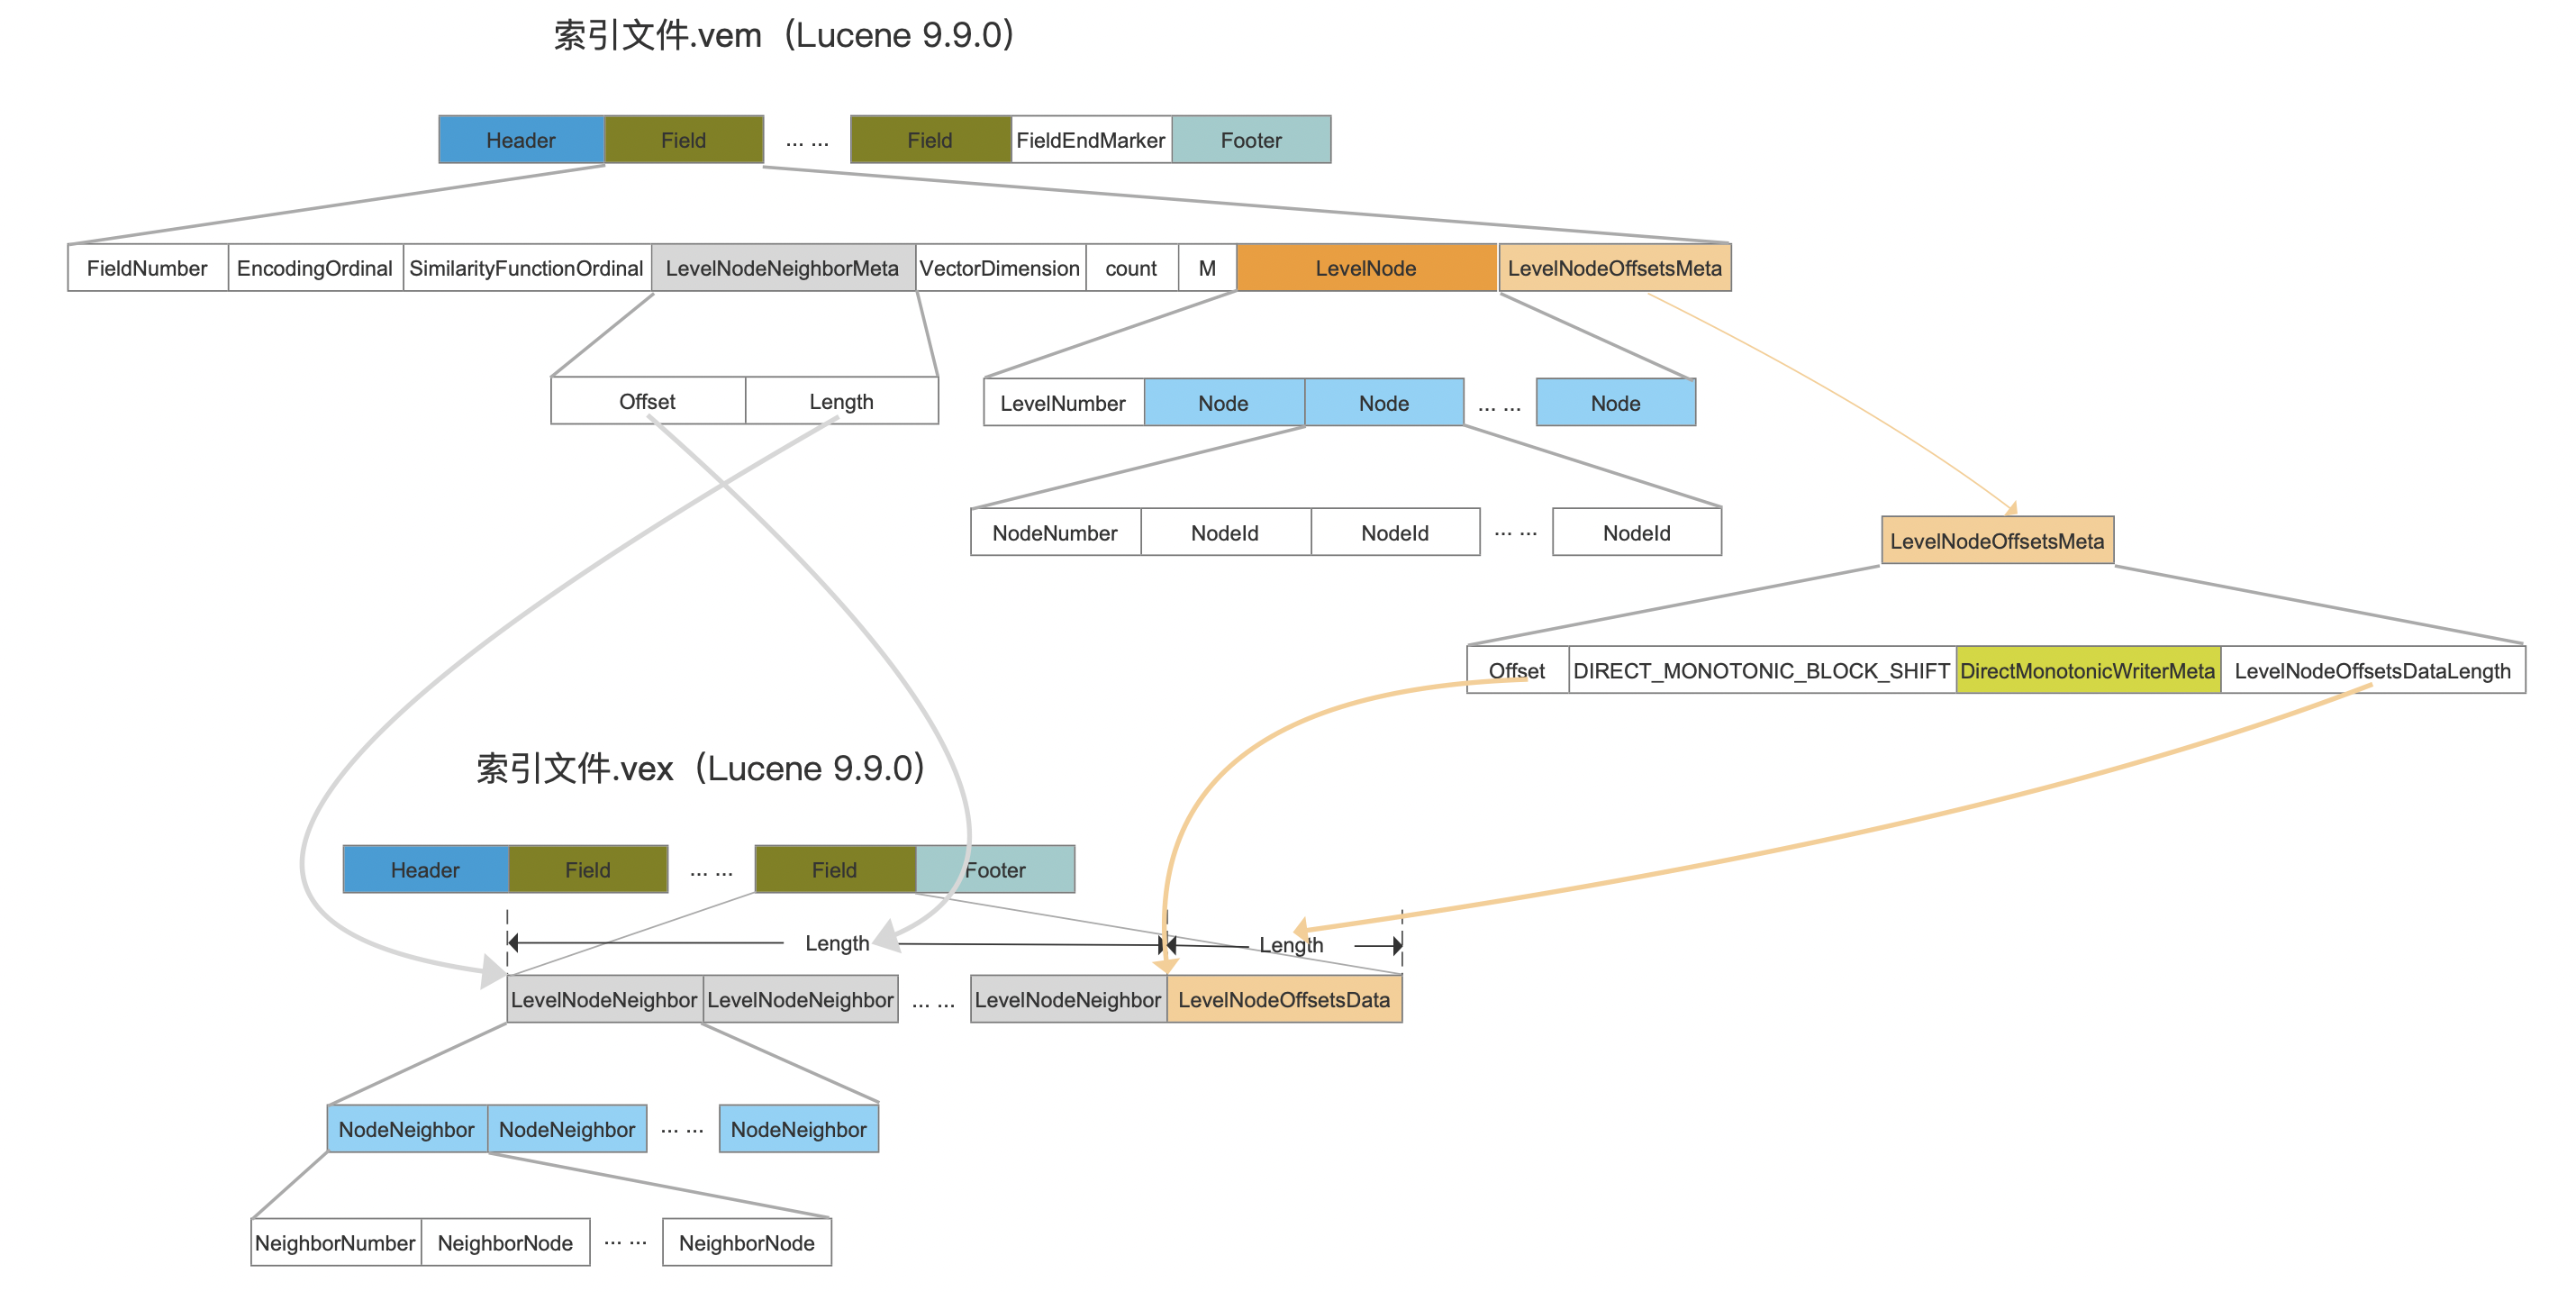 索引文件.vem（Lucene 9.9.0）
Header Field ... ... Field FieldEndMarker Footer
FieldNumber EncodingOrdinal SimilarityFunctionOrdinal LevelNodeNeighborMeta VectorDimension count M LevelNode LevelNodeOffsetsMeta
Offset Length
LevelNumber Node Node ... ... Node
NodeNumber NodeId NodeId ... ... NodeId
LevelNodeOffsetsMeta
Offset DIRECT_MONOTONIC_BLOCK_SHIFT DirectMonotonicWriterMeta LevelNodeOffsetsDataLength
索引文件.vex（Lucene 9.9.0）
Header Field ... ... Field Footer
Length Length
LevelNodeNeighbor LevelNodeNeighbor ... ... LevelNodeNeighbor LevelNodeOffsetsData
NodeNeighbor NodeNeighbor ... ... NodeNeighbor
NeighborNumber NeighborNode ... ... NeighborNode